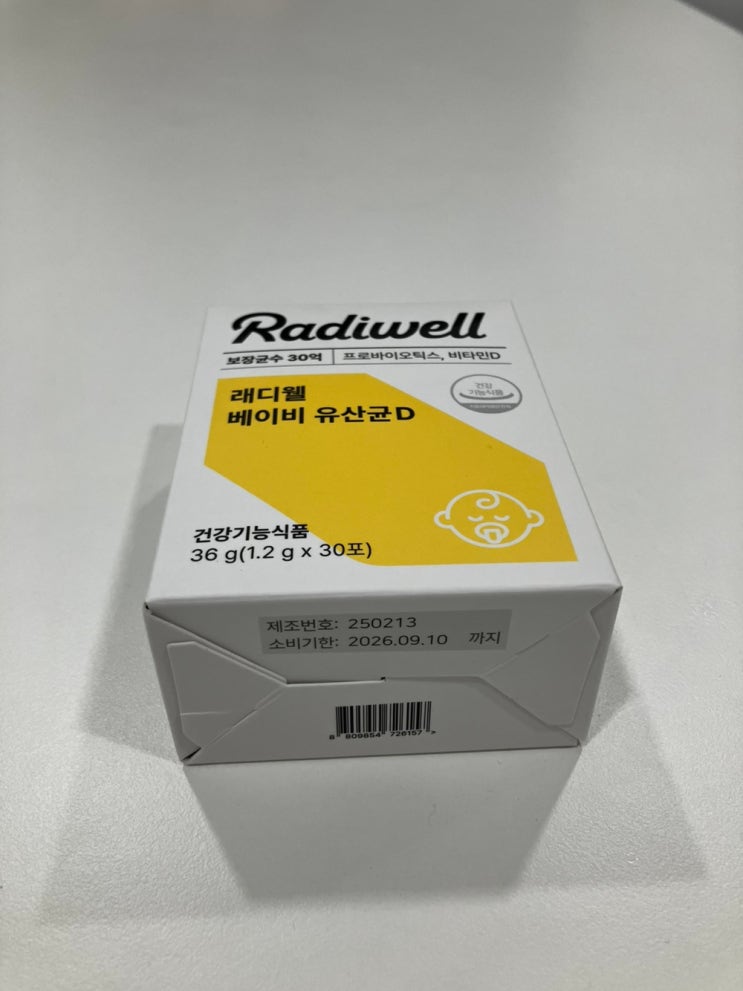 Radiwell
보장균수 30억 | 프로바이오틱스, 비타민D
래디웰
베이비 유산균D
건강
기능식품
건강기능식품
36 g(1.2 g x 30포)
제조번호: 250213
소비기한: 2026.09.10 까지
8 809854 726157 >